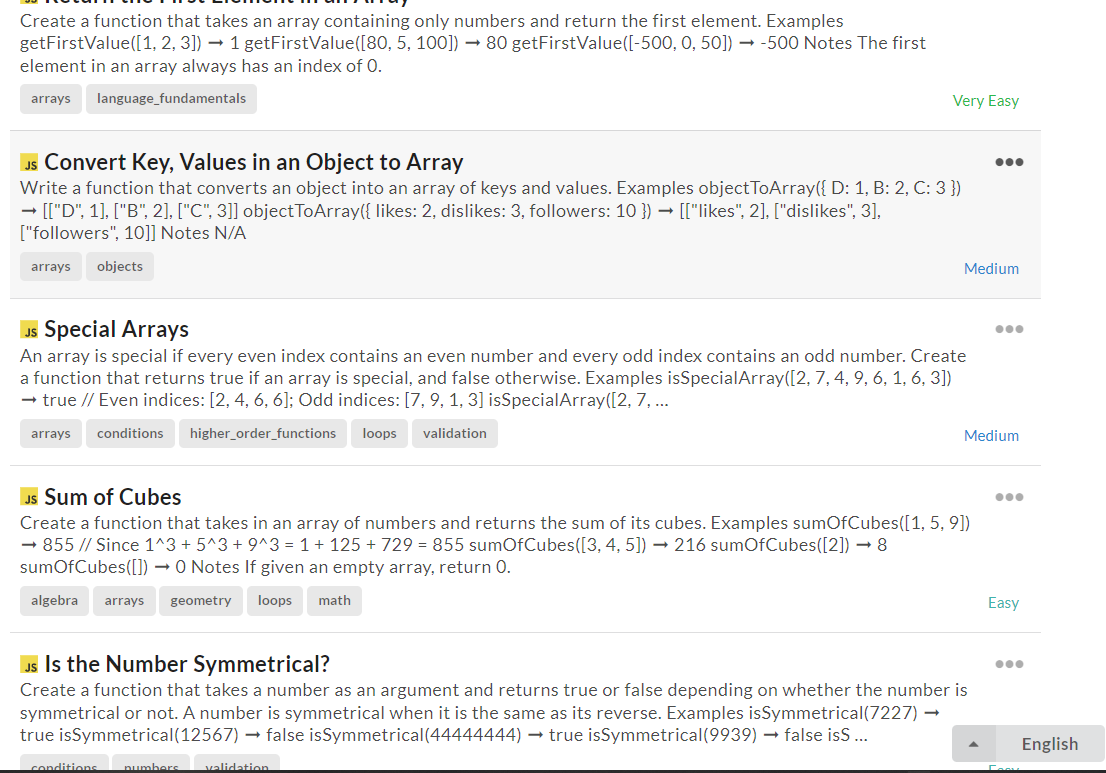 Return the First Element in an Array
Create a function that takes an array containing only numbers and return the first element. Examples
getFirstValue([1, 2, 3]) ➞ 1 getFirstValue([80, 5, 100]) ➞ 80 getFirstValue([-500, 0, 50]) ➞ -500 Notes The first
element in an array always has an index of 0.
arrays language_fundamentals
Very Easy
JS Convert Key, Values in an Object to Array
Write a function that converts an object into an array of keys and values. Examples objectToArray({ D: 1, B: 2, C: 3 })
➞ [["D", 1], ["B", 2], ["C", 3]] objectToArray({ likes: 2, dislikes: 3, followers: 10 }) ➞ [["likes", 2], ["dislikes", 3],
["followers", 10]] Notes N/A
arrays objects
Medium
JS Special Arrays
An array is special if every even index contains an even number and every odd index contains an odd number. Create
a function that returns true if an array is special, and false otherwise. Examples isSpecialArray([2, 7, 4, 9, 6, 1, 6, 3])
➞ true // Even indices: [2, 4, 6, 6]; Odd indices: [7, 9, 1, 3] isSpecialArray([2, 7, ...
arrays conditions higher_order_functions loops validation
Medium
JS Sum of Cubes
Create a function that takes in an array of numbers and returns the sum of its cubes. Examples sumOfCubes([1, 5, 9])
➞ 855 // Since 1^3 + 5^3 + 9^3 = 1 + 125 + 729 = 855 sumOfCubes([3, 4, 5]) ➞ 216 sumOfCubes([2]) ➞ 8
sumOfCubes([]) ➞ 0 Notes If given an empty array, return 0.
algebra arrays geometry loops math
Easy
JS Is the Number Symmetrical?
Create a function that takes a number as an argument and returns true or false depending on whether the number is
symmetrical or not. A number is symmetrical when it is the same as its reverse. Examples isSymmetrical(7227) ➞
true isSymmetrical(12567) ➞ false isSymmetrical(44444444) ➞ true isSymmetrical(9939) ➞ false isS ...
English
conditions numbers validation
Easy